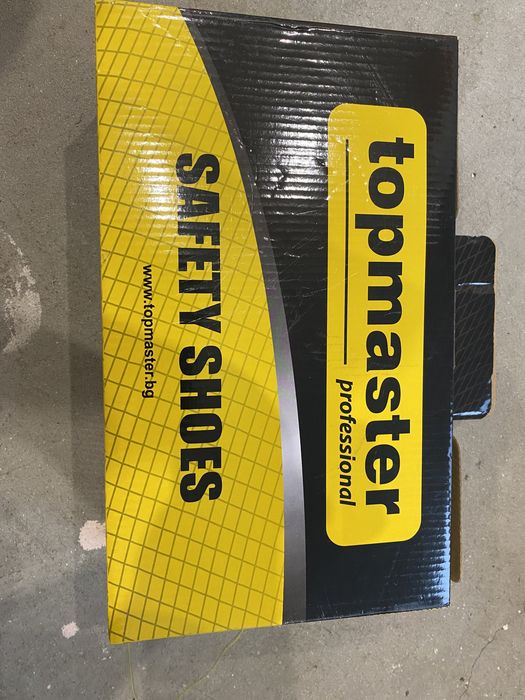 topmaster
professional
SAFETY SHOES
www.topmaster.bg